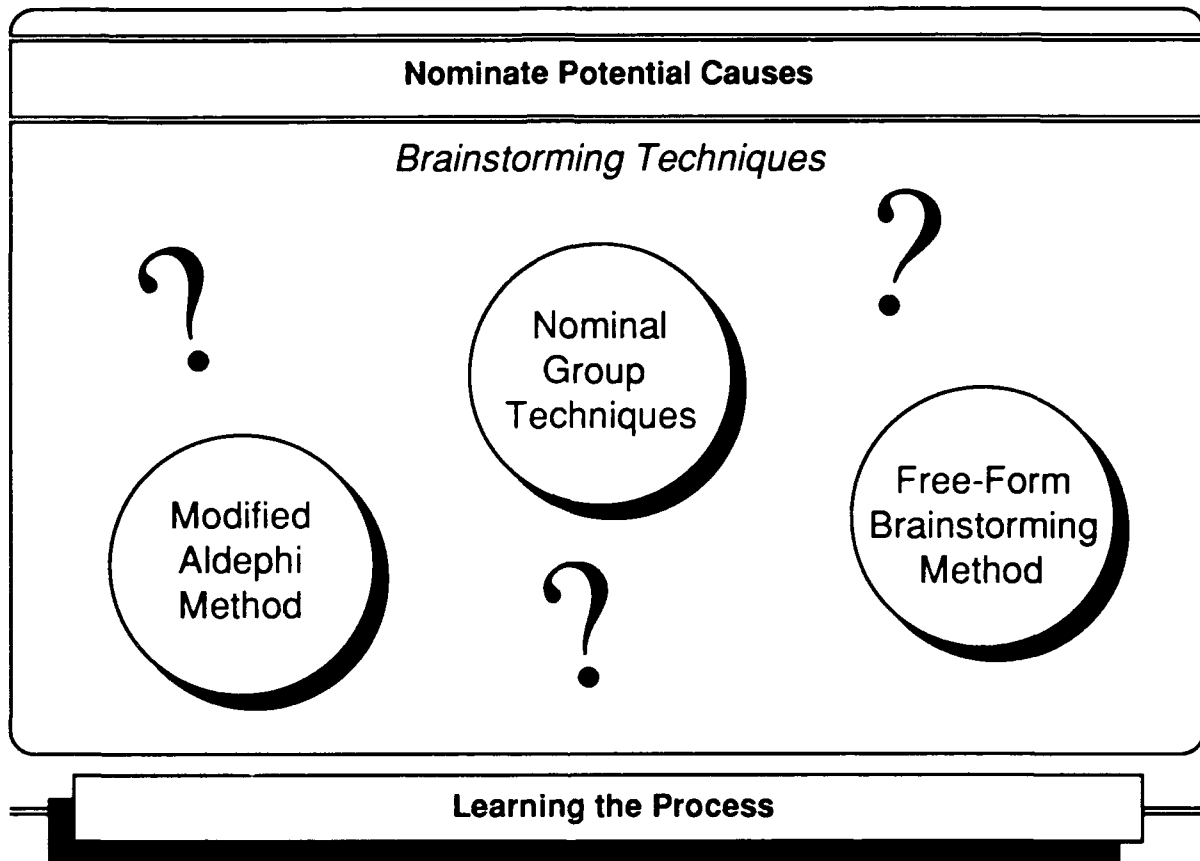 Nominate Potential Causes
Brainstorming Techniques
?
?
Nominal
Group
Techniques
Modified
Aldephi
Method
Free-Form
Brainstorming
Method
?
Learning the Process